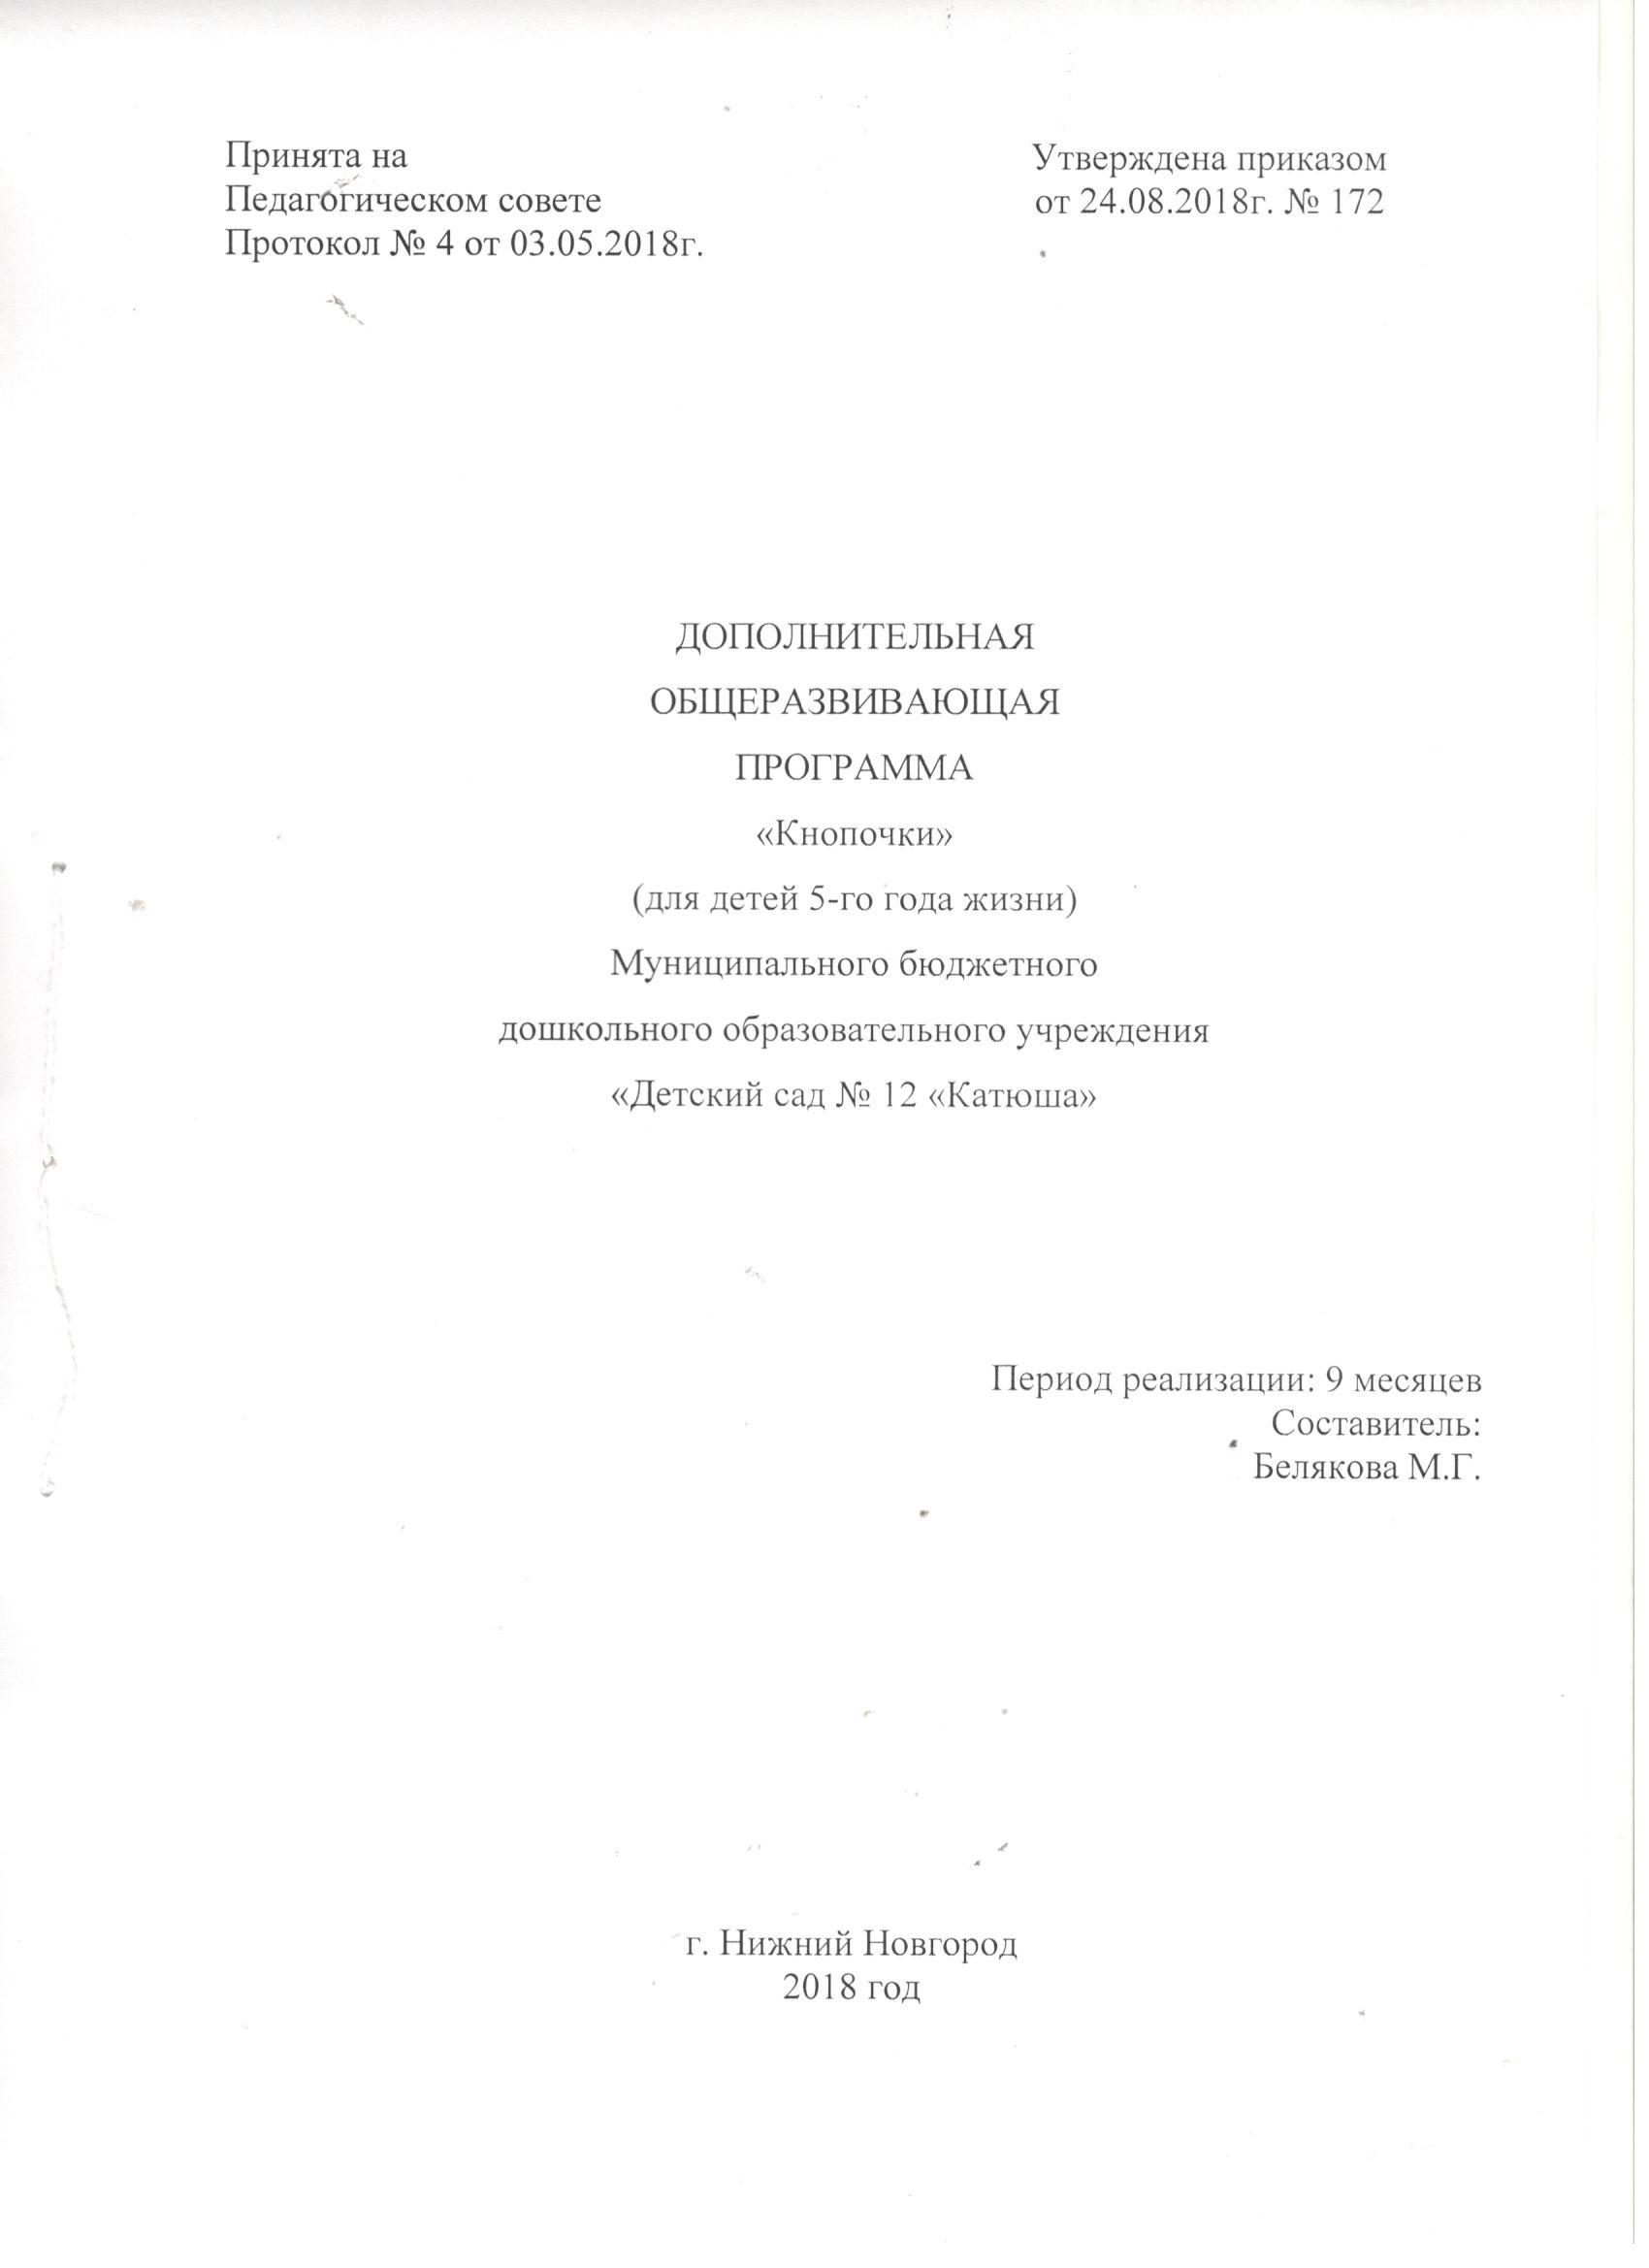 Принята на
Педагогическом совете
Протокол № 4 от 03.05.2018г.
Утверждена приказом
от 24.08.2018г. № 172
ДОПОЛНИТЕЛЬНАЯ
ОБЩЕРАЗВИВАЮЩАЯ
ПРОГРАММА
«Кнопочки»
(для детей 5-го года жизни)
Муниципального бюджетного
дошкольного образовательного учреждения
«Детский сад № 12 «Катюша»
Период реализации: 9 месяцев
Составитель:
Белякова М.Г.
г. Нижний Новгород
2018 год